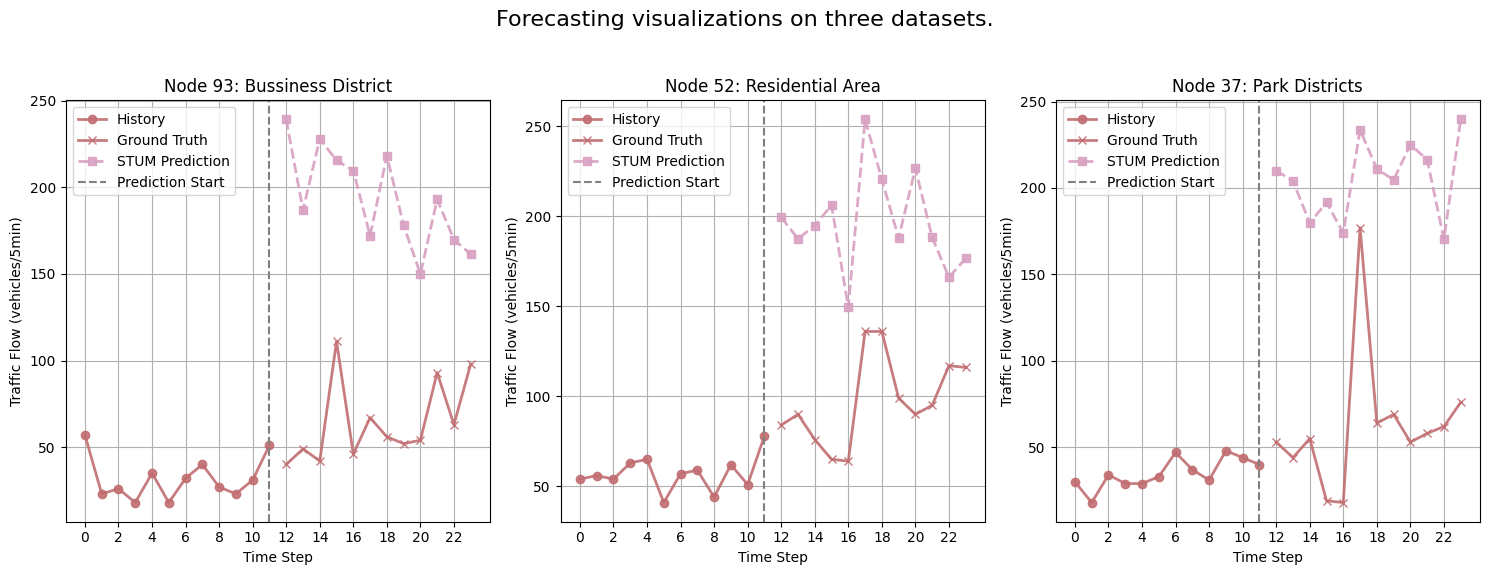 Forecasting visualizations on three datasets.
Node 93: Bussiness District
History
Ground Truth
STUM Prediction
Prediction Start
250
200
150
100
50
Traffic Flow (vehicles/5min)
0 2 4 6 8 10 12 14 16 18 20 22
Time Step
Node 52: Residential Area
History
Ground Truth
STUM Prediction
Prediction Start
250
200
150
100
50
Traffic Flow (vehicles/5min)
0 2 4 6 8 10 12 14 16 18 20 22
Time Step
Node 37: Park Districts
History
Ground Truth
STUM Prediction
Prediction Start
250
200
150
100
50
Traffic Flow (vehicles/5min)
0 2 4 6 8 10 12 14 16 18 20 22
Time Step